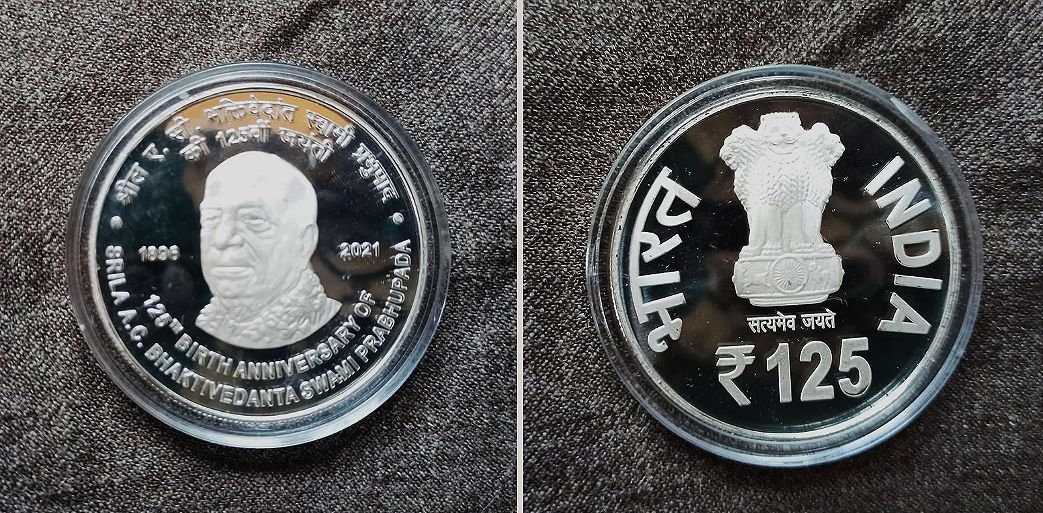 श्रील ए. सी. भक्तिवेदांत स्वामी प्रभुपाद
की 125वीं जयंती
1896
2021
125TH BIRTH ANNIVERSARY OF
SRILA A.C. BHAKTIVEDANTA SWAMI PRABHUPADA
भारत
INDIA
सत्यमेव जयते
₹ 125